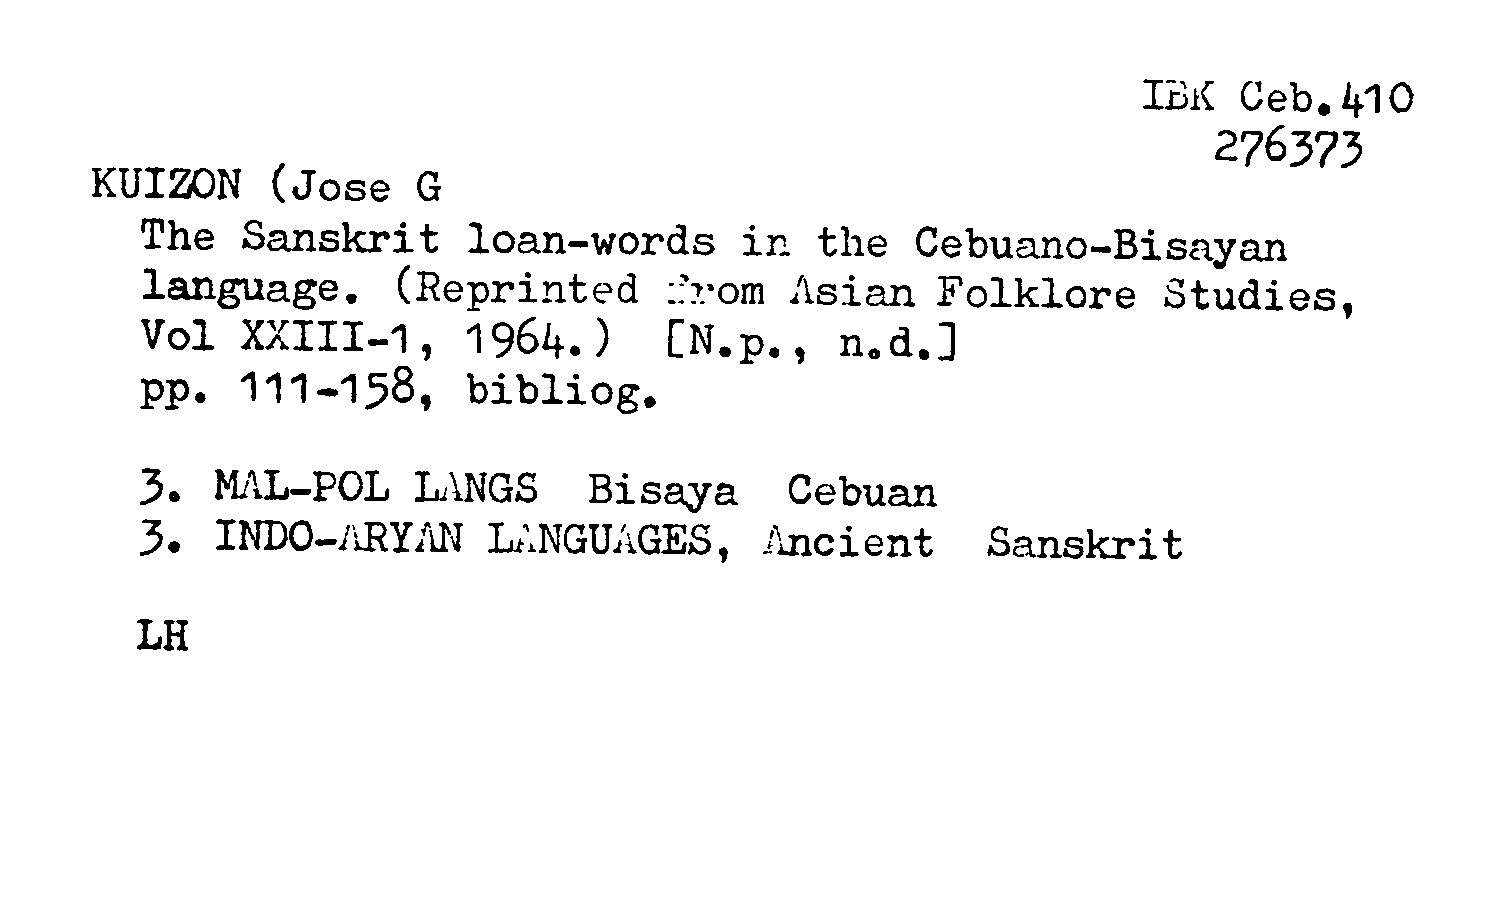 IBK Ceb.410
276373
KUIZON (Jose G
The Sanskrit loan-words in the Cebuano-Bisayan
language. (Reprinted from Asian Folklore Studies,
Vol XXIII-1, 1964.) [N.p., n.d.]
pp. 111-158, bibliog.
3. MAL-POL LANGS Bisaya Cebuan
3. INDO-ARYAN LANGUAGES, Ancient Sanskrit
LH